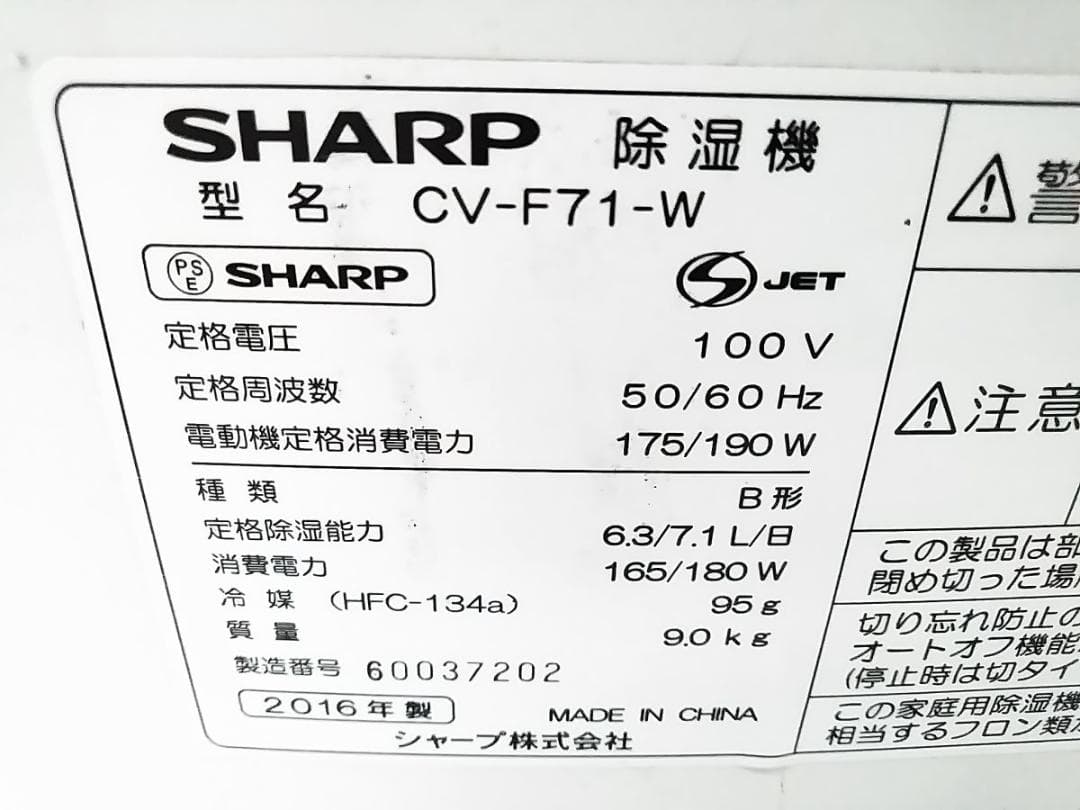 SHARP 除湿機
型名 CV-F71-W
PSE SHARP
S JET
定格電圧 100 V
定格周波数 50/60 Hz
電動機定格消費電力 175/190 W
種類 B形
定格除湿能力 6.3/7.1 L/日
消費電力 165/180 W
冷媒 (HFC-134a) 95 g
質量 9.0 kg
製造番号 60037202
2016年製 MADE IN CHINA
シャープ株式会社
注意
この製品は部
閉め切った場
切り忘れ防止の
オートオフ機能
(停止時は切タイ
この家庭用除湿機
相当するフロン類